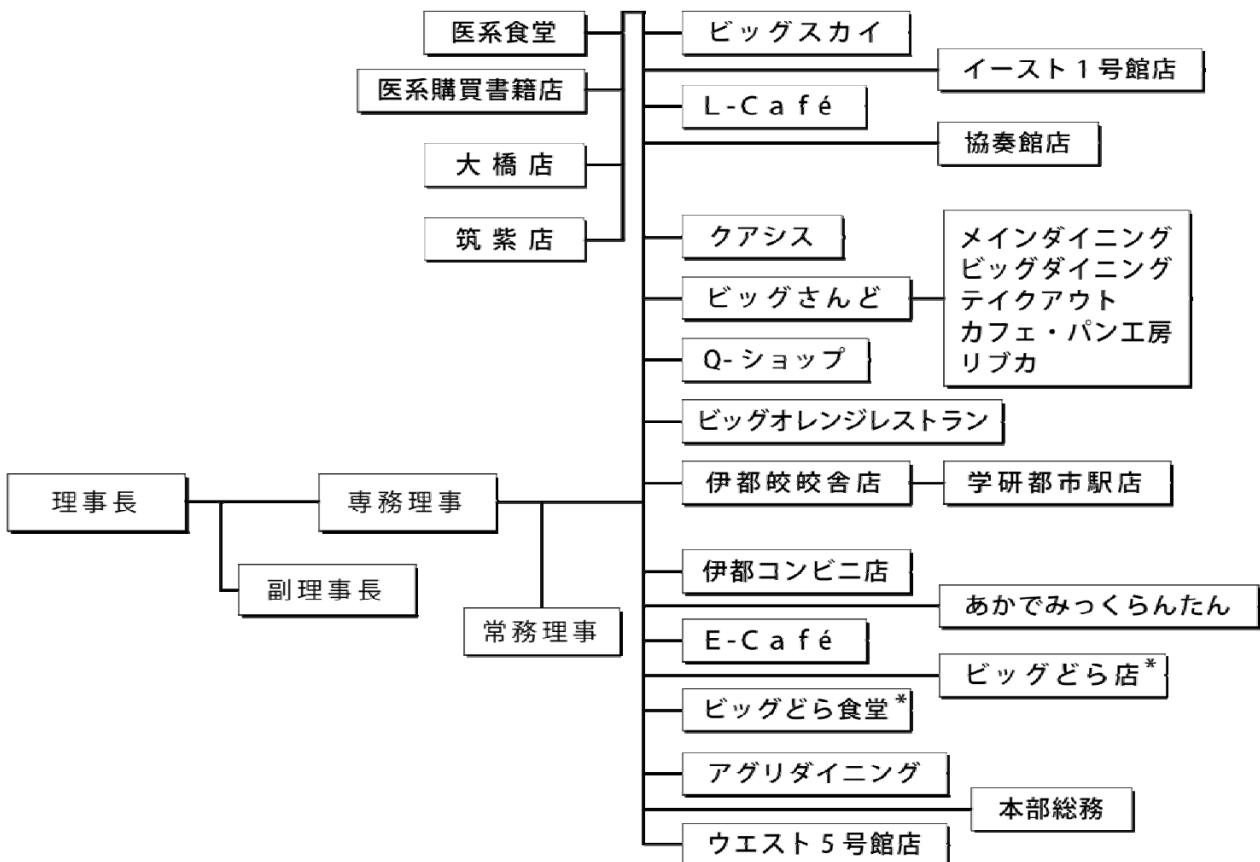 医系食堂
医系購買書籍店
大橋店
筑紫店
ビッグスカイ
イースト1号館店
L-Café
協奏館店
クアシス
ビッグさんど
メインダイニング
ビッグダイニング
テイクアウト
カフェ・パン工房
リブカ
Q-ショップ
ビッグオレンジレストラン
理事長
専務理事
伊都皎皎舎店
学研都市駅店
副理事長
常務理事
伊都コンビニ店
あかでみっくらんたん
E-Café
ビッグどら店*
ビッグどら食堂*
アグリダイニング
本部総務
ウエスト5号館店